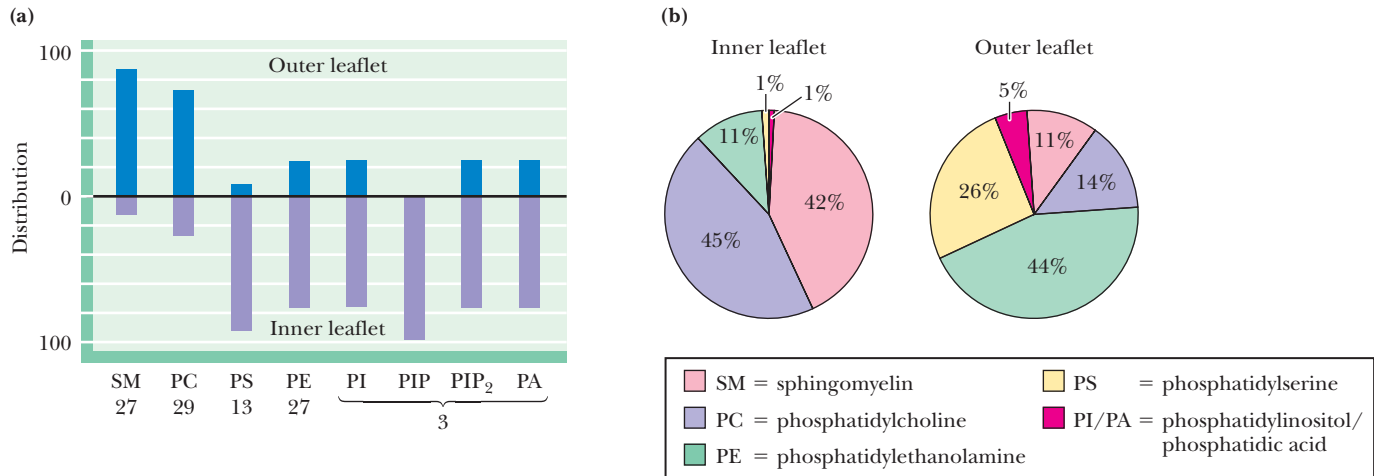 (a)
100
Outer leaflet
0
Distribution
Inner leaflet
100
SM PC PS PE PI PIP PIP₂ PA
27 29 13 27
3
(b)
Inner leaflet
1%
1%
11%
42%
45%
Outer leaflet
5%
11%
14%
26%
44%
SM = sphingomyelin
PC = phosphatidylcholine
PE = phosphatidylethanolamine
PS = phosphatidylserine
PI/PA = phosphatidylinositol/
phosphatidic acid